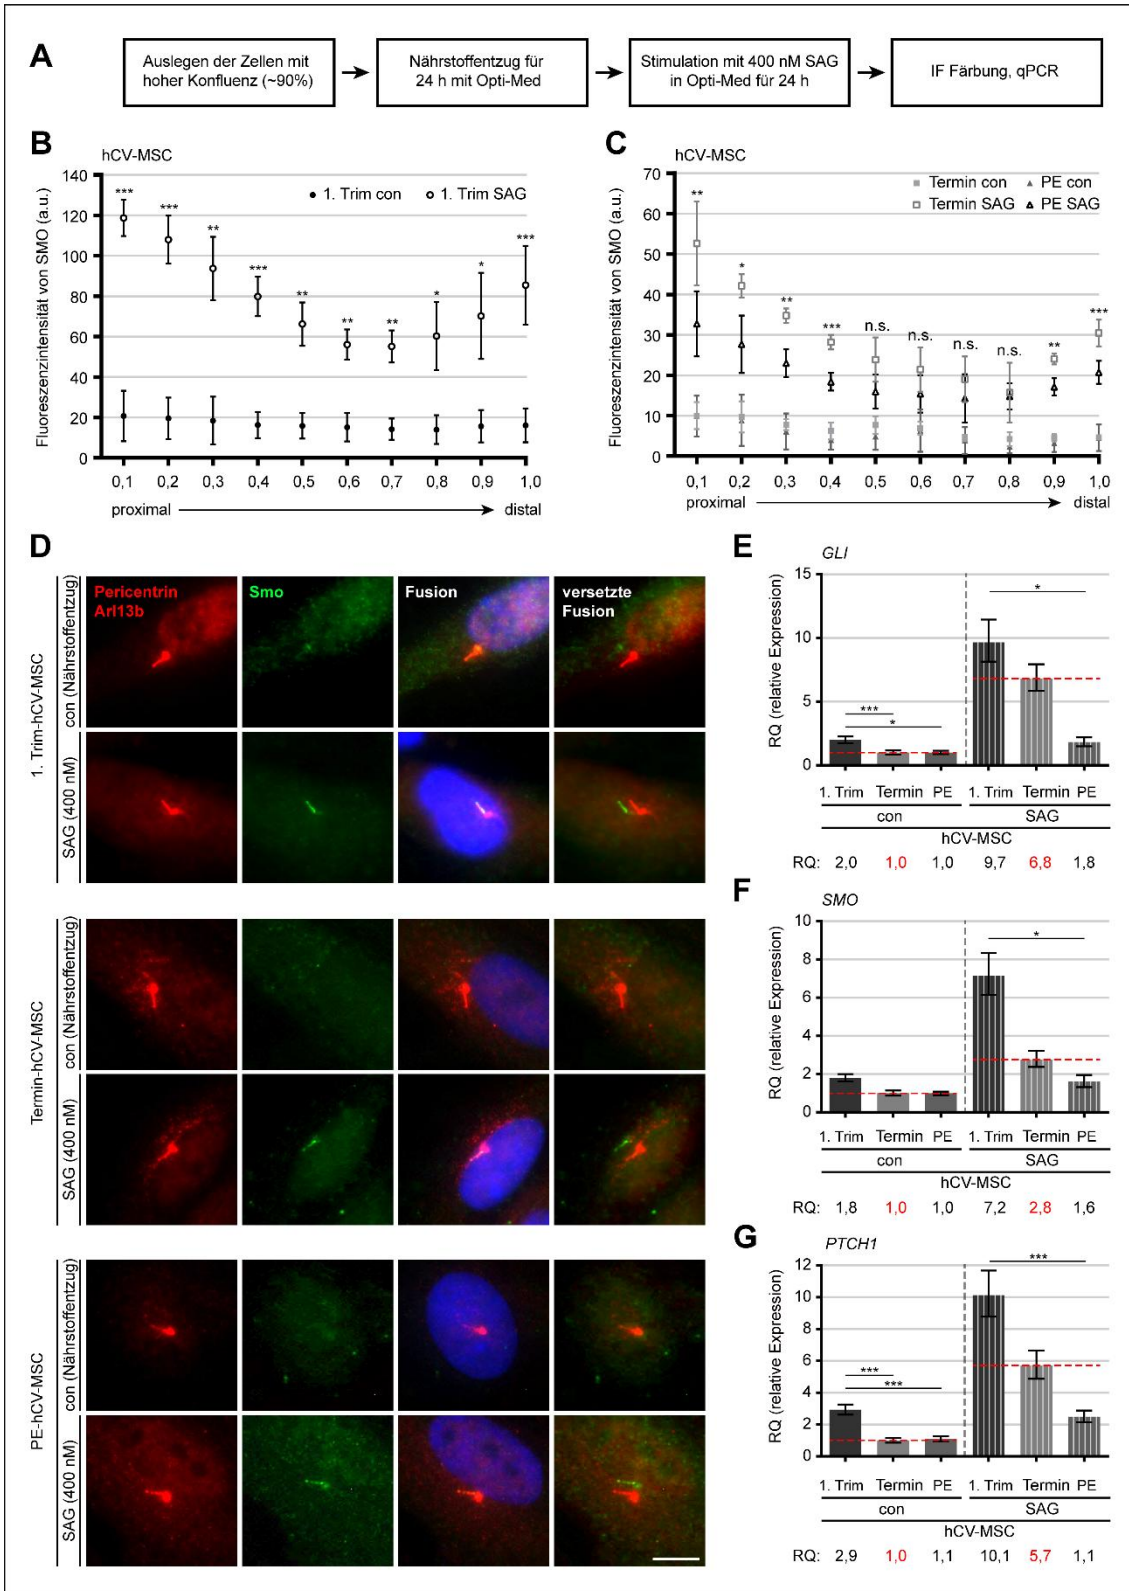 A
Auslegen der Zellen mit
hoher Konfluenz (~90%)
Nährstoffentzug für
24 h mit Opti-Med
Stimulation mit 400 nM SAG
in Opti-Med für 24 h
IF Färbung, qPCR
B
hCV-MSC
Fluoreszenzintensität von SMO (a.u.)
1. Trim con
1. Trim SAG
140
120
100
80
60
40
20
0
*** *** ** *** ** ** ** * * ***
0,1 0,2 0,3 0,4 0,5 0,6 0,7 0,8 0,9 1,0
proximal distal
C
hCV-MSC
Fluoreszenzintensität von SMO (a.u.)
Termin con PE con
Termin SAG PE SAG
70
60
50
40
30
20
10
0
** * ** *** n.s. n.s. n.s. n.s. ** ***
0,1 0,2 0,3 0,4 0,5 0,6 0,7 0,8 0,9 1,0
proximal distal
D
Pericentrin
Arl13b
Smo
Fusion
versetzte
Fusion
1. Trim-hCV-MSC
con (Nährstoffentzug)
SAG (400 nM)
Termin-hCV-MSC
con (Nährstoffentzug)
SAG (400 nM)
PE-hCV-MSC
con (Nährstoffentzug)
SAG (400 nM)
E
GLI
RQ (relative Expression)
15
10
5
0
***
*
*
1. Trim Termin PE 1. Trim Termin PE
con SAG
hCV-MSC
RQ: 2,0 1,0 1,0 9,7 6,8 1,8
F
SMO
RQ (relative Expression)
10
8
6
4
2
0
*
1. Trim Termin PE 1. Trim Termin PE
con SAG
hCV-MSC
RQ: 1,8 1,0 1,0 7,2 2,8 1,6
G
PTCH1
RQ (relative Expression)
12
10
8
6
4
2
0
***
***
***
1. Trim Termin PE 1. Trim Termin PE
con SAG
hCV-MSC
RQ: 2,9 1,0 1,1 10,1 5,7 1,1